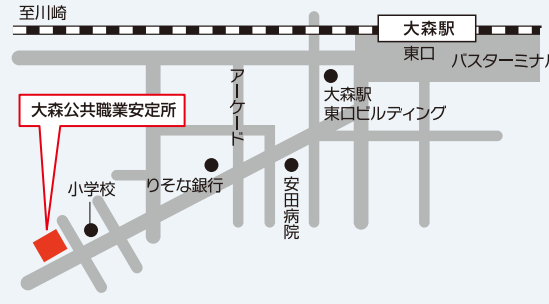 至川崎
大森駅
東口
バスターミナル
大森駅
東口ビルディング
アーケード
大森公共職業安定所
小学校
りそな銀行
安田病院